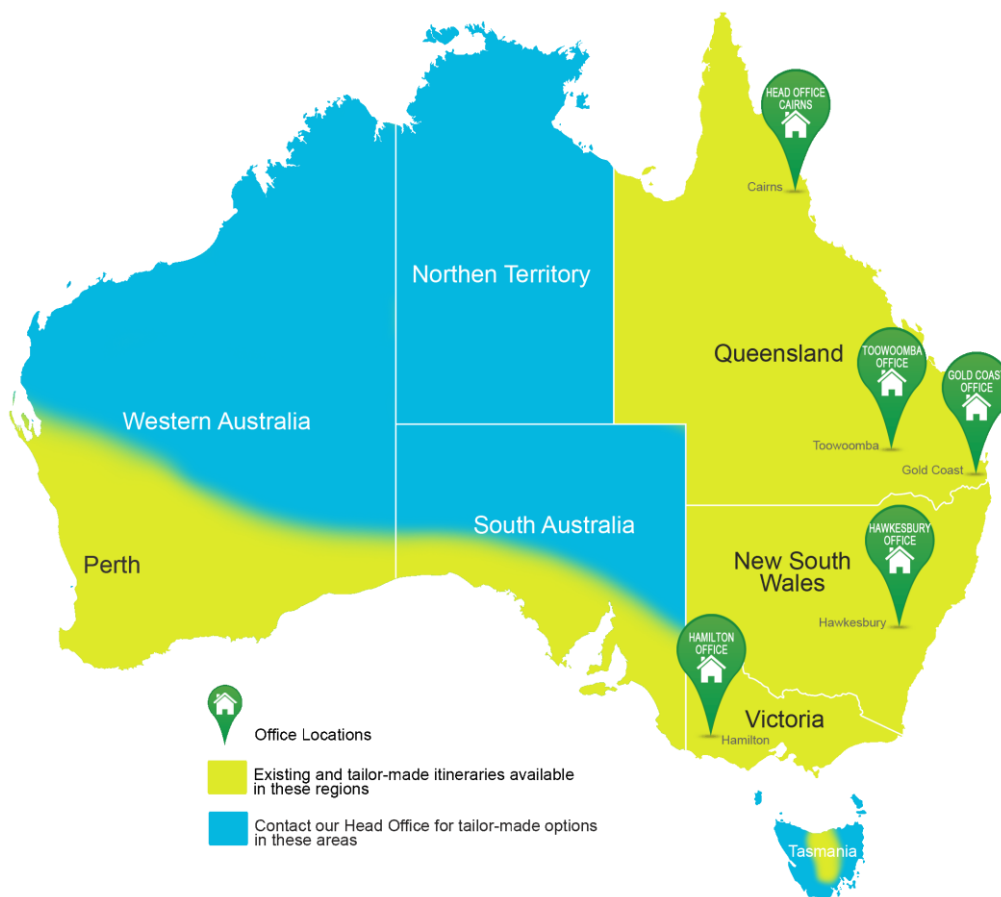 HEAD OFFICE
CAIRNS
Cairns
Northen Territory
Queensland
TOOWOOMBA
OFFICE
GOLD COAST
OFFICE
Western Australia
Toowoomba
Gold Coast
South Australia
HAWKESBURY
OFFICE
Perth
New South
Wales
Hawkesbury
HAMILTON
OFFICE
Victoria
Hamilton
Office Locations
Existing and tailor-made itineraries available
in these regions
Contact our Head Office for tailor-made options
in these areas
Tasmania